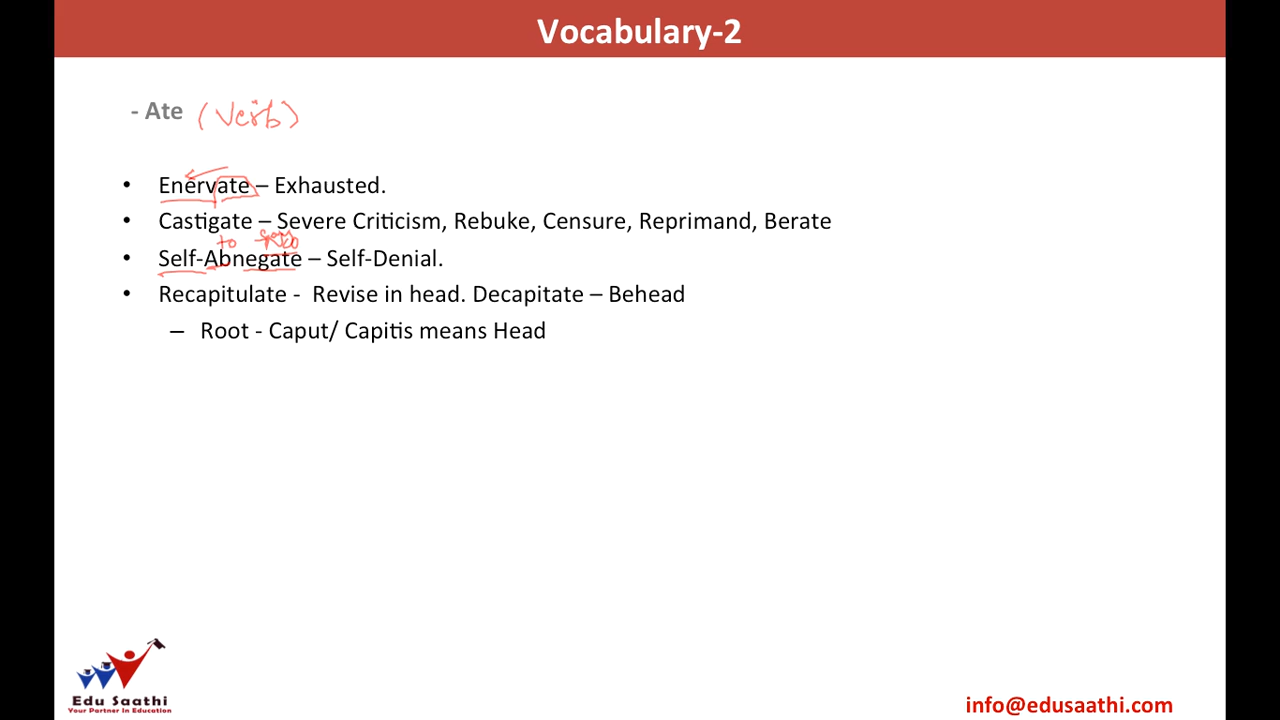 Vocabulary-2
- Ate (Verb)
• Enervate – Exhausted.
• Castigate – Severe Criticism, Rebuke, Censure, Reprimand, Berate
to
• Self-Abnegate – Self-Denial.
• Recapitulate - Revise in head. Decapitate – Behead
– Root - Caput/ Capitis means Head
Edu Saathi
Your Partner In Education
info@edusaathi.com